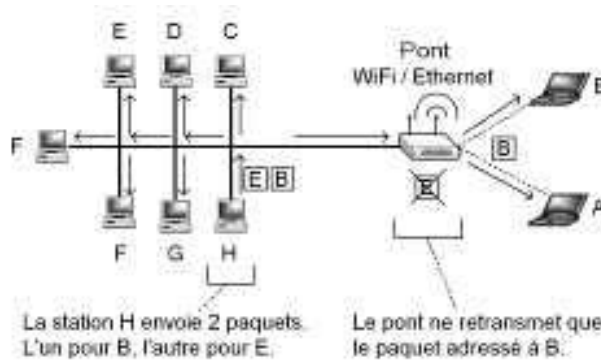 E D C
Pont
WiFi / Ethernet
B
F
B
E B
E
A
F G H
La station H envoie 2 paquets.
L'un pour B, l'autre pour E.
Le pont ne retransmet que
le paquet adressé à B.